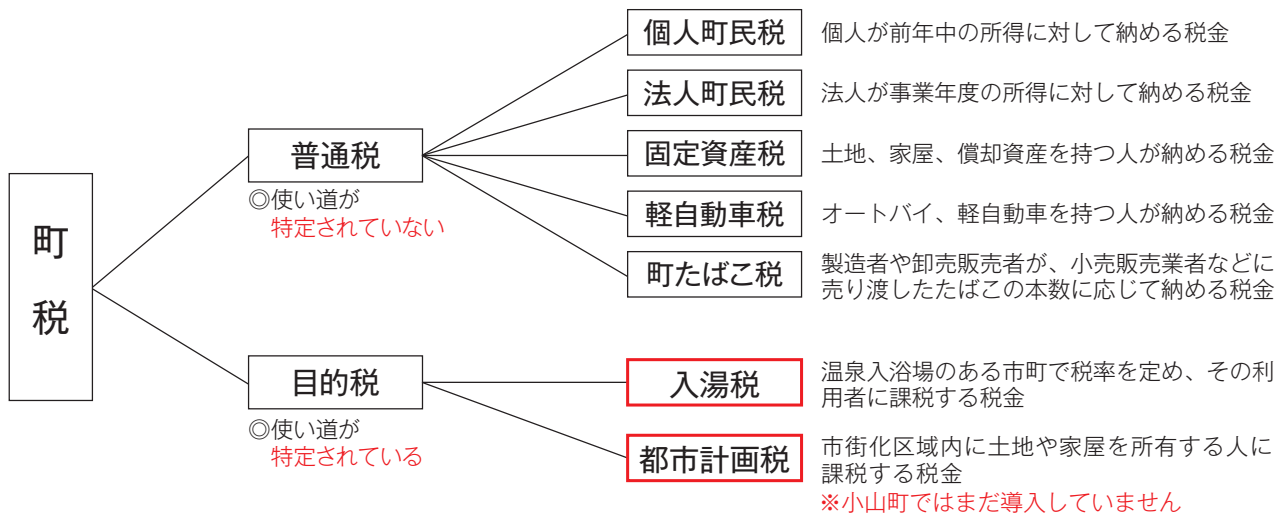 町税
普通税
◎使い道が
特定されていない
個人町民税
個人が前年中の所得に対して納める税金
法人町民税
法人が事業年度の所得に対して納める税金
固定資産税
土地、家屋、償却資産を持つ人が納める税金
軽自動車税
オートバイ、軽自動車を持つ人が納める税金
町たばこ税
製造者や卸売販売者が、小売販売業者などに
売り渡したたばこの本数に応じて納める税金
目的税
◎使い道が
特定されている
入湯税
温泉入浴場のある市町で税率を定め、その利
用者に課税する税金
都市計画税
市街化区域内に土地や家屋を所有する人に
課税する税金
※小山町ではまだ導入していません